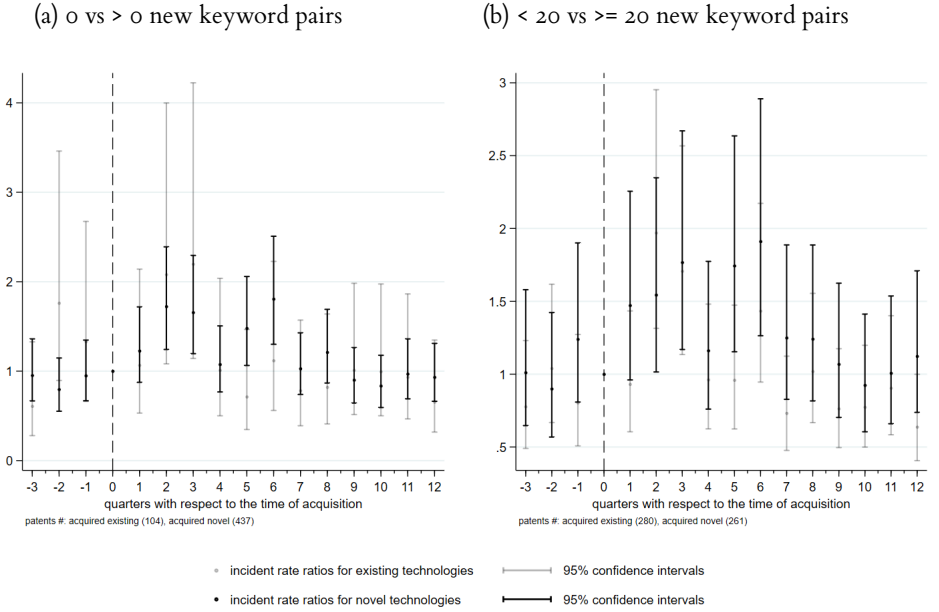 (a) 0 vs > 0 new keyword pairs
(b) < 20 vs >= 20 new keyword pairs
4
3
2
1
0
-3 -2 -1 0 1 2 3 4 5 6 7 8 9 10 11 12
quarters with respect to the time of acquisition
patents #: acquired existing (104), acquired novel (437)
3
2.5
2
1.5
1
.5
-3 -2 -1 0 1 2 3 4 5 6 7 8 9 10 11 12
quarters with respect to the time of acquisition
patents #: acquired existing (280), acquired novel (261)
incident rate ratios for existing technologies
95% confidence intervals
incident rate ratios for novel technologies
95% confidence intervals